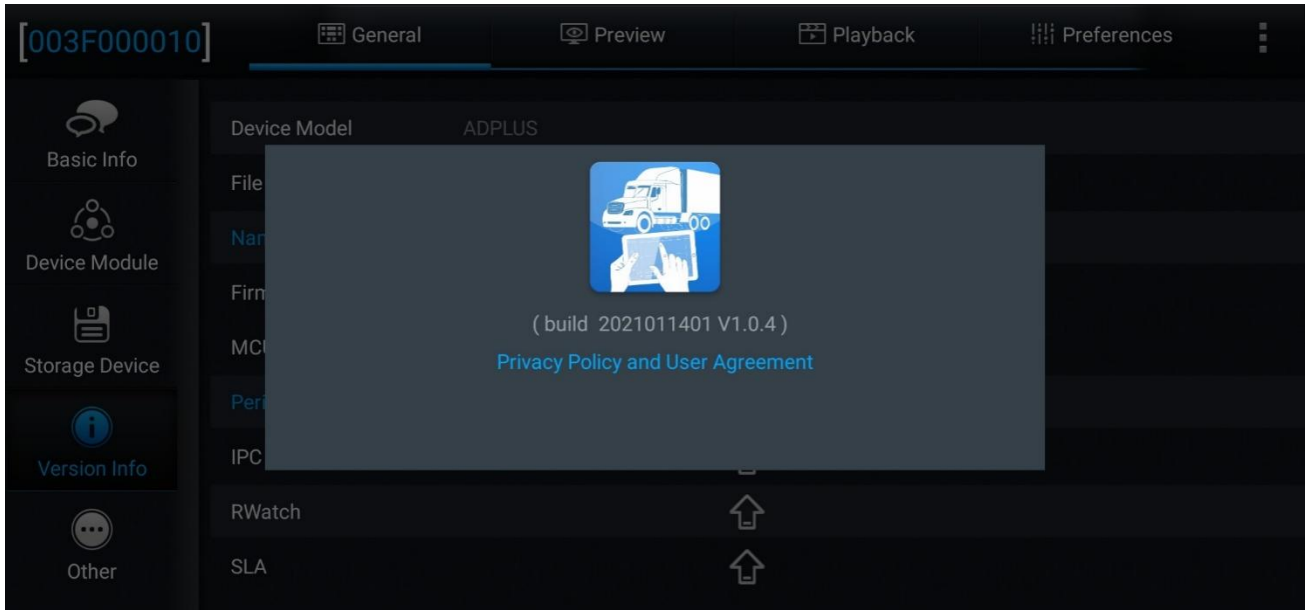 [003F000010]
General
Preview
Playback
Preferences
Basic Info
Device Module
Storage Device
Version Info
Other
Device Model ADPLUS
File
(build 2021011401 V1.0.4)
Privacy Policy and User Agreement
IPC
RWatch
SLA